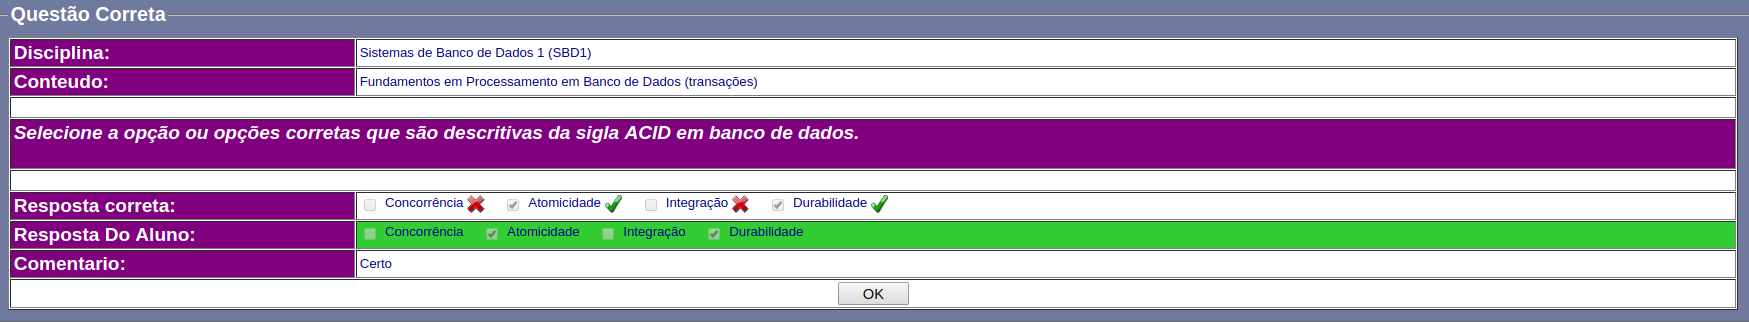 Questão Correta
Disciplina: Sistemas de Banco de Dados 1 (SBD1)
Conteudo: Fundamentos em Processamento em Banco de Dados (transações)
Selecione a opção ou opções corretas que são descritivas da sigla ACID em banco de dados.
Resposta correta: Concorrência Atomicidade Integração Durabilidade
Resposta Do Aluno: Concorrência Atomicidade Integração Durabilidade
Comentario: Certo
OK